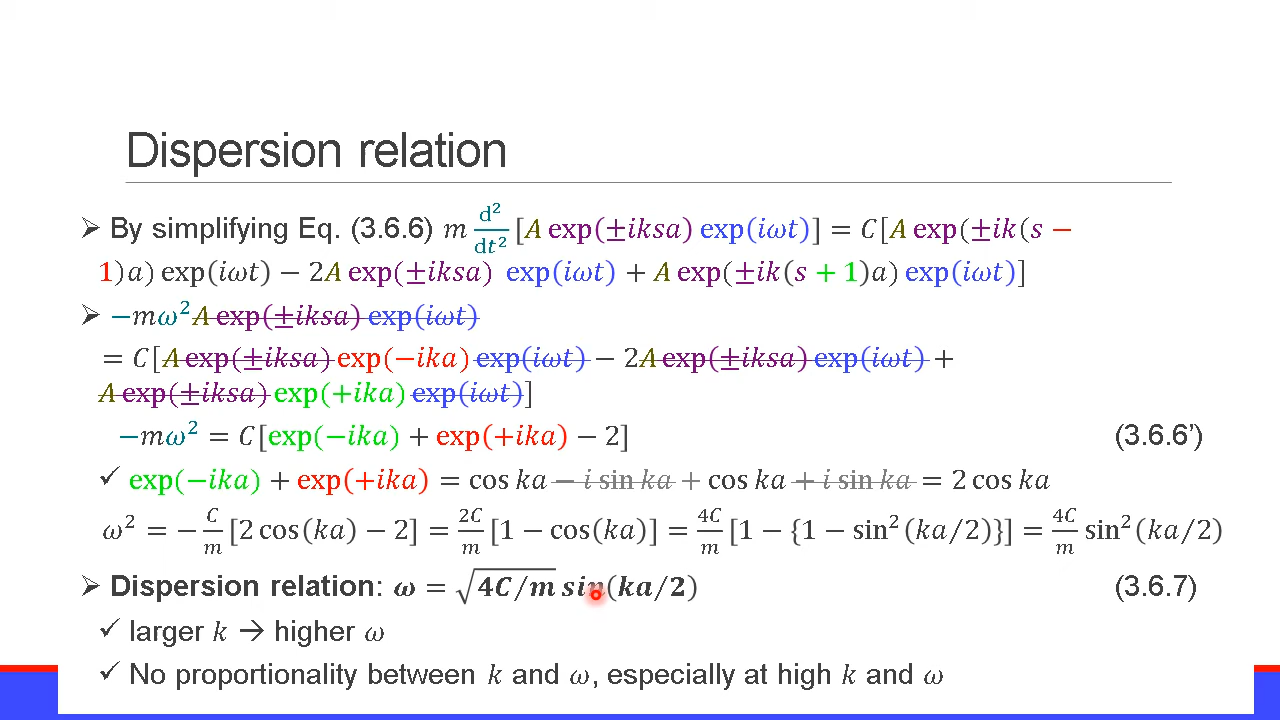 Dispersion relation
➢ By simplifying Eq. (3.6.6) m d²/dt² [A exp(±iksa) exp(iωt)] = C[A exp(±ik(s −
1)a) exp(iωt) − 2A exp(±iksa) exp(iωt) + A exp(±ik(s + 1)a) exp(iωt)]
➢ −mω²A exp(±iksa) exp(iωt)
= C[A exp(±iksa) exp(−ika) exp(iωt) − 2A exp(±iksa) exp(iωt) +
A exp(±iksa) exp(+ika) exp(iωt)]
−mω² = C[exp(−ika) + exp(+ika) − 2] (3.6.6’)
✓ exp(−ika) + exp(+ika) = cos ka − i sin ka + cos ka + i sin ka = 2 cos ka
ω² = − C/m [2 cos(ka) − 2] = 2C/m [1 − cos(ka)] = 4C/m [1 − {1 − sin²(ka/2)}] = 4C/m sin²(ka/2)
➢ Dispersion relation: ω = √4C/m sin(ka/2) (3.6.7)
✓ larger k → higher ω
✓ No proportionality between k and ω, especially at high k and ω